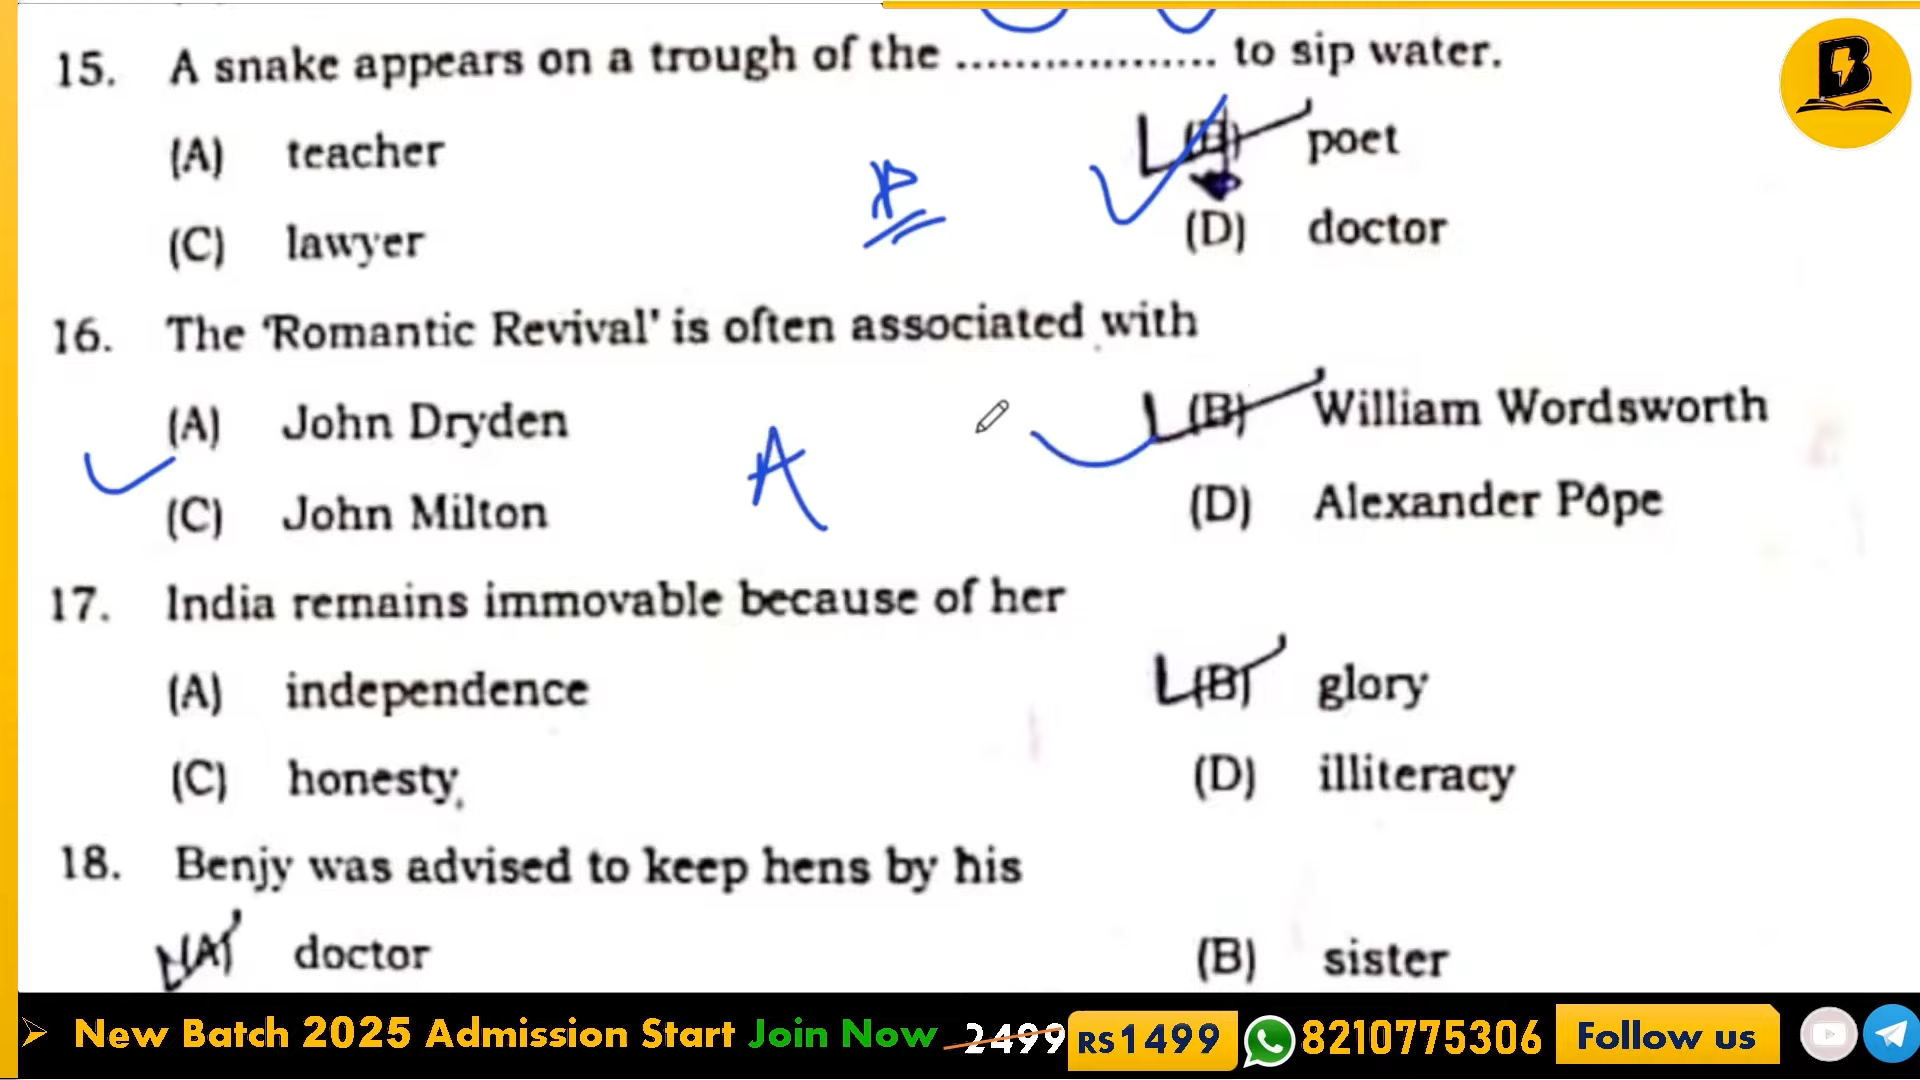 15. A snake appears on a trough of the .................. to sip water.
(A) teacher (B) poet
B
(C) lawyer (D) doctor
16. The ‘Romantic Revival’ is often associated with
(A) John Dryden (B) William Wordsworth
A
(C) John Milton (D) Alexander Pope
17. India remains immovable because of her
(A) independence (B) glory
(C) honesty (D) illiteracy
18. Benjy was advised to keep hens by his
(A) doctor (B) sister
New Batch 2025 Admission Start Join Now 2499 RS 1499 8210775306 Follow us